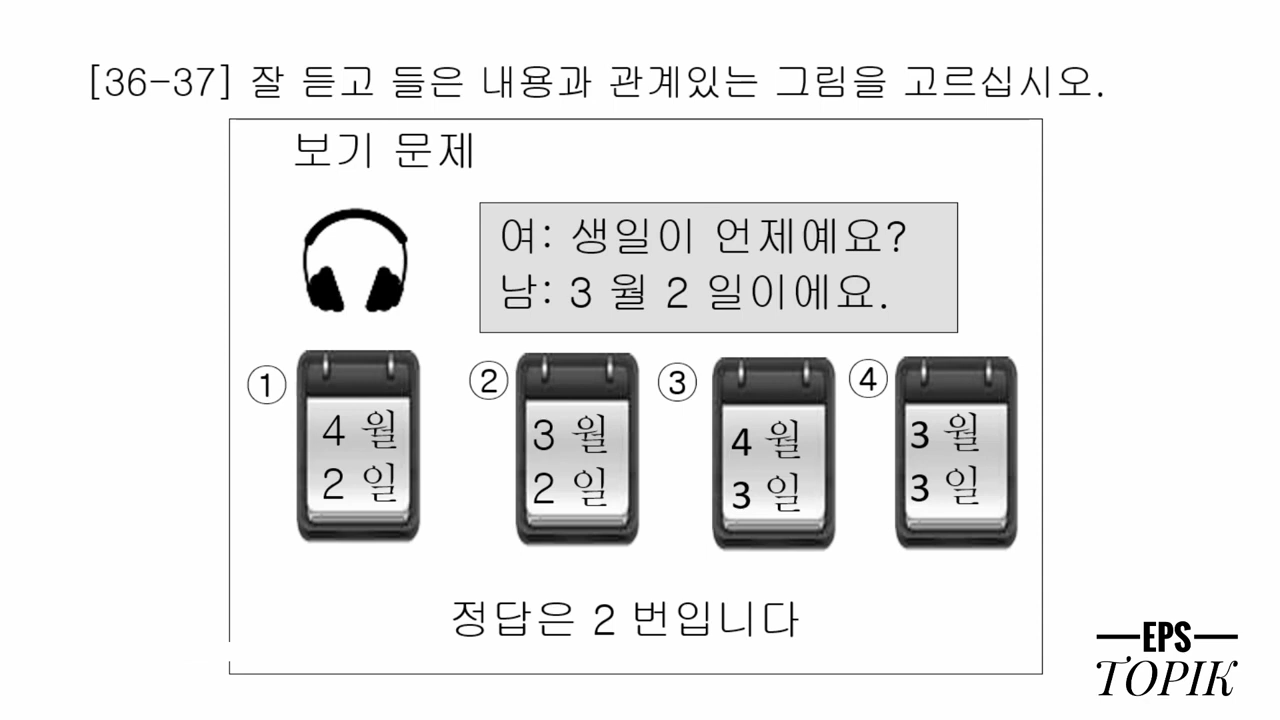 [36-37] 잘 듣고 들은 내용과 관계있는 그림을 고르십시오.
보기 문제
여: 생일이 언제예요?
남: 3 월 2 일이에요.
① 4 월 2 일
② 3 월 2 일
③ 4 월 3 일
④ 3 월 3 일
정답은 2 번입니다
EPS
TOPIK